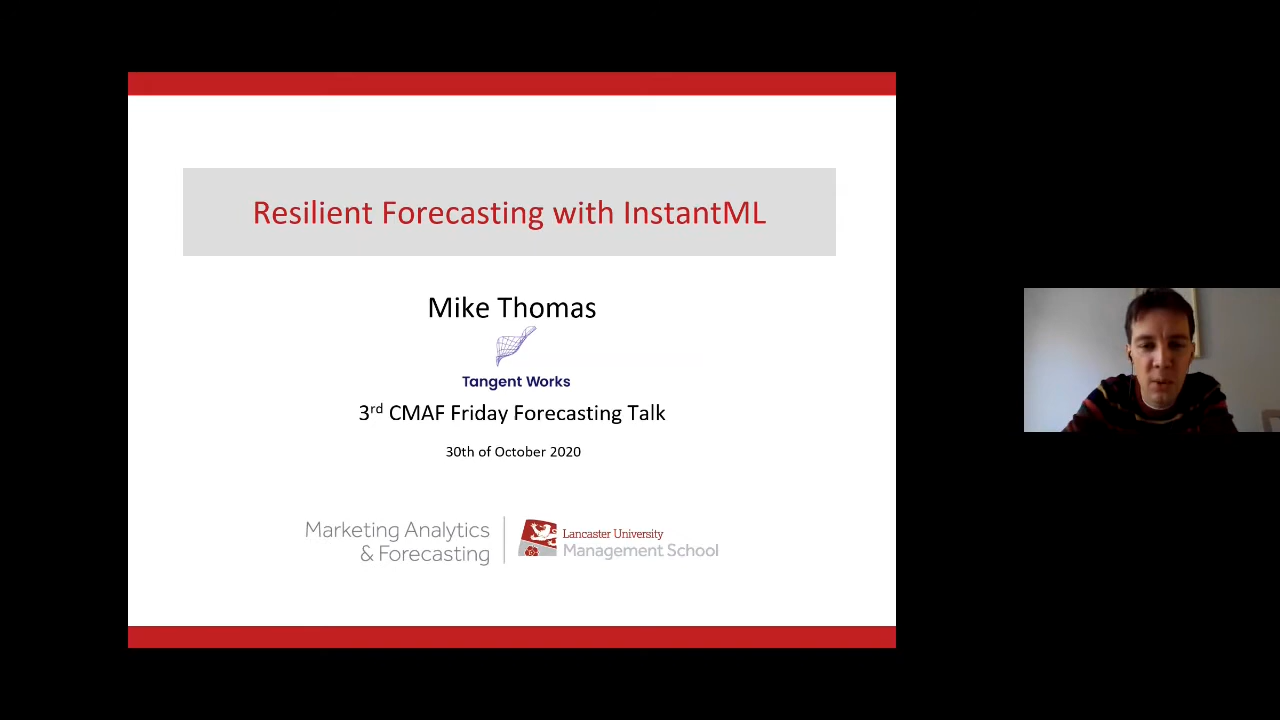 Resilient Forecasting with InstantML
Mike Thomas
Tangent Works
3rd CMAF Friday Forecasting Talk
30th of October 2020
Marketing Analytics
& Forecasting
Lancaster University
Management School